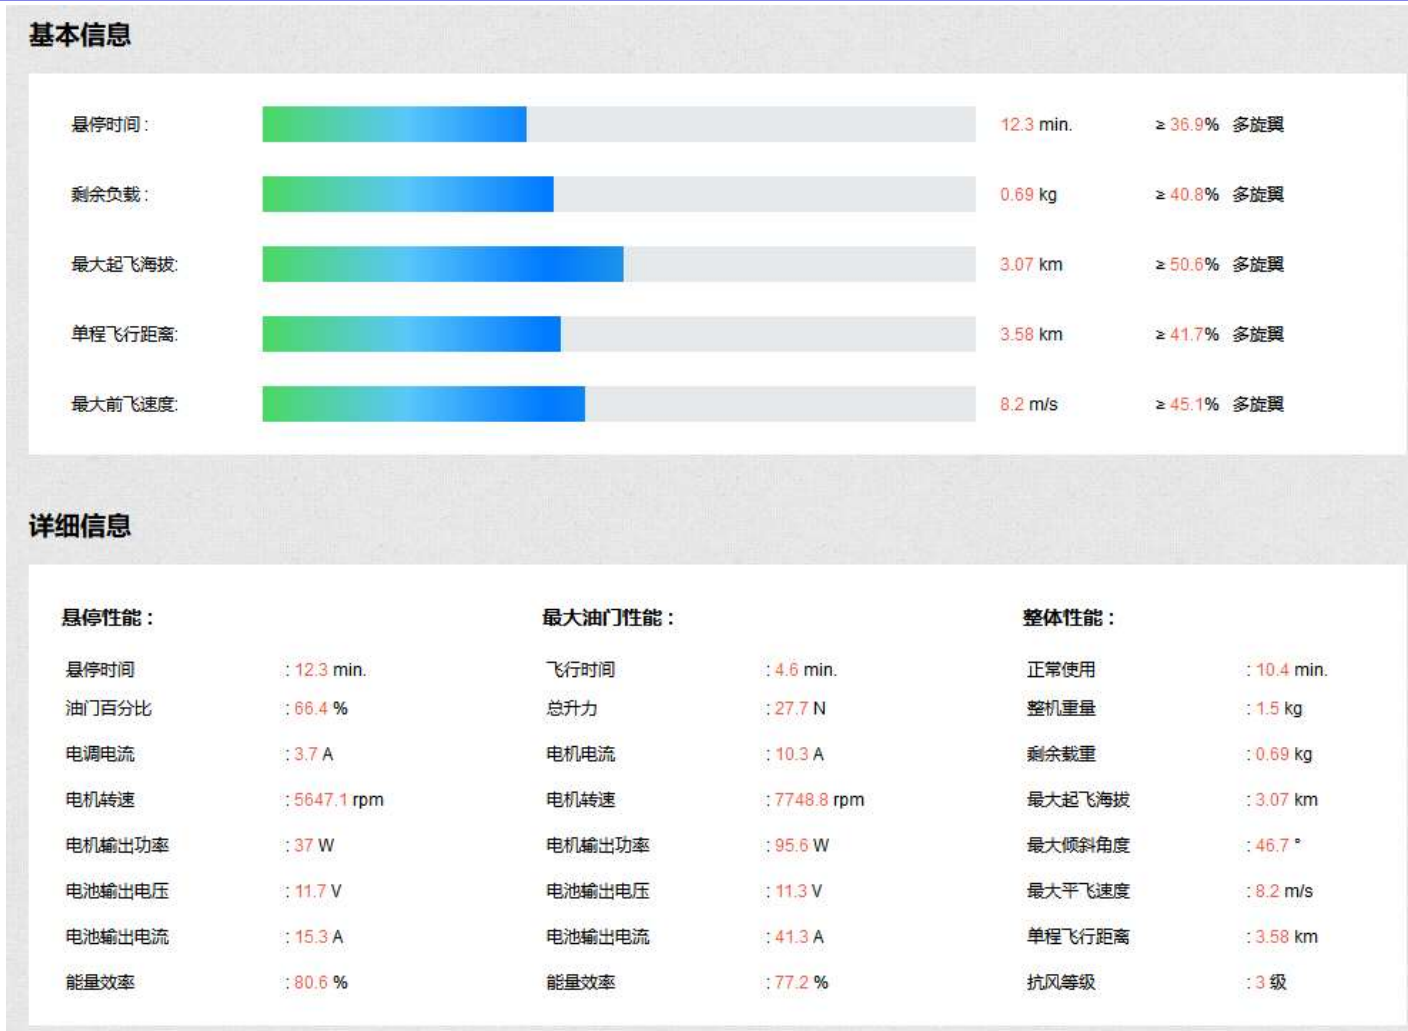 基本信息
悬停时间 : 12.3 min. ≥ 36.9% 多旋翼
剩余负载 : 0.69 kg ≥ 40.8% 多旋翼
最大起飞海拔: 3.07 km ≥ 50.6% 多旋翼
单程飞行距离: 3.58 km ≥ 41.7% 多旋翼
最大前飞速度: 8.2 m/s ≥ 45.1% 多旋翼
详细信息
悬停性能 : 最大油门性能 : 整体性能 :
悬停时间 : 12.3 min. 飞行时间 : 4.6 min. 正常使用 : 10.4 min.
油门百分比 : 66.4 % 总升力 : 27.7 N 整机重量 : 1.5 kg
电调电流 : 3.7 A 电机电流 : 10.3 A 剩余载重 : 0.69 kg
电机转速 : 5647.1 rpm 电机转速 : 7748.8 rpm 最大起飞海拔 : 3.07 km
电机输出功率 : 37 W 电机输出功率 : 95.6 W 最大倾斜角度 : 46.7 °
电池输出电压 : 11.7 V 电池输出电压 : 11.3 V 最大平飞速度 : 8.2 m/s
电池输出电流 : 15.3 A 电池输出电流 : 41.3 A 单程飞行距离 : 3.58 km
能量效率 : 80.6 % 能量效率 : 77.2 % 抗风等级 : 3 级